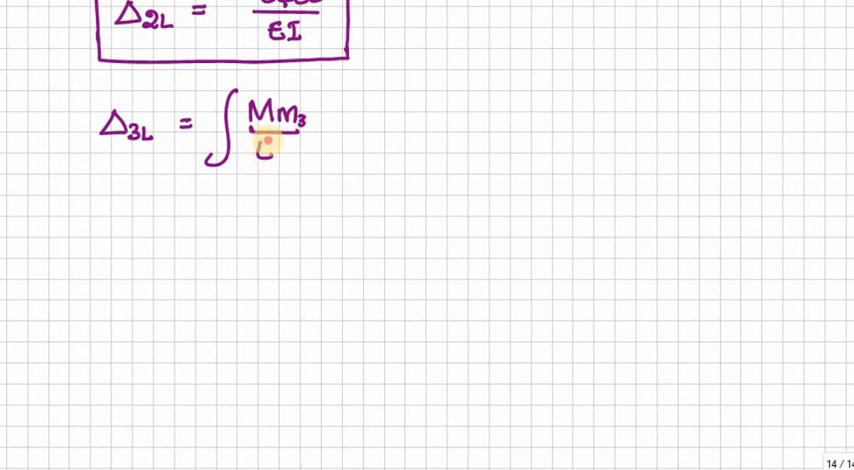 Δ2L =
EI
Δ3L = ∫ Mm3
14 / 14